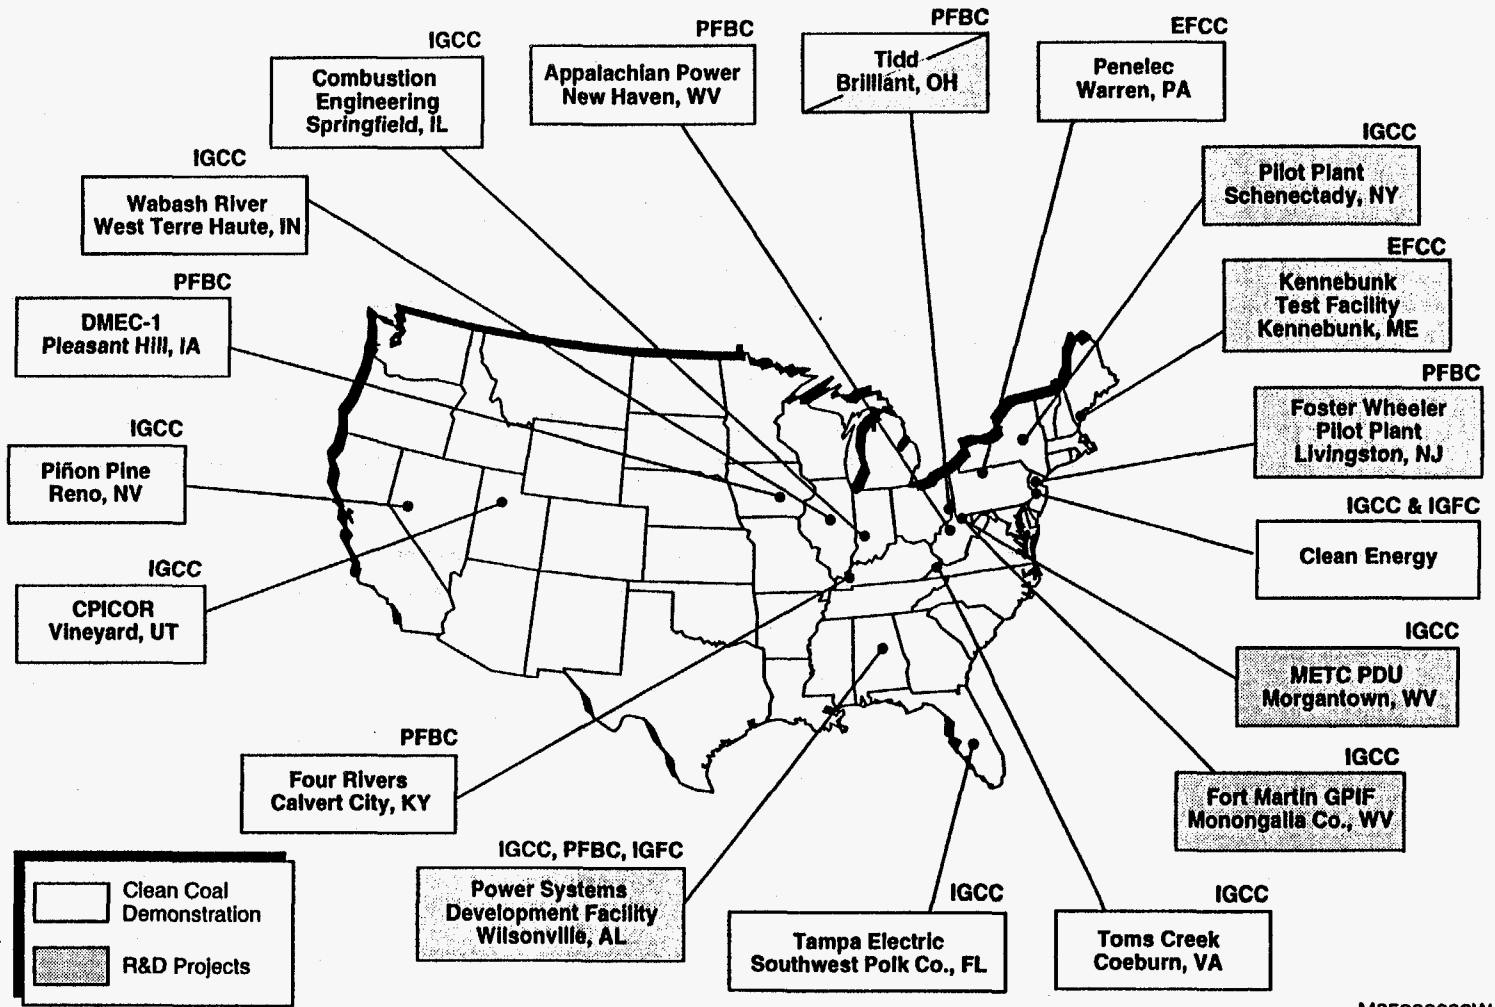 PFBC
EFCC
PFBC
IGCC
Tidd
Brilliant, OH
Penelec
Warren, PA
Appalachian Power
New Haven, WV
Combustion
Engineering
Springfield, IL
IGCC
Pilot Plant
Schenectady, NY
IGCC
Wabash River
West Terre Haute, IN
EFCC
Kennebunk
Test Facility
Kennebunk, ME
PFBC
DMEC-1
Pleasant Hill, IA
PFBC
Foster Wheeler
Pilot Plant
Livingston, NJ
IGCC
Piñon Pine
Reno, NV
IGCC & IGFC
Clean Energy
IGCC
CPICOR
Vineyard, UT
IGCC
METC PDU
Morgantown, WV
PFBC
Four Rivers
Calvert City, KY
IGCC
Fort Martin GPIF
Monongalia Co., WV
IGCC, PFBC, IGFC
Power Systems
Development Facility
Wilsonville, AL
IGCC
Tampa Electric
Southwest Polk Co., FL
IGCC
Toms Creek
Coeburn, VA
Clean Coal
Demonstration
R&D Projects